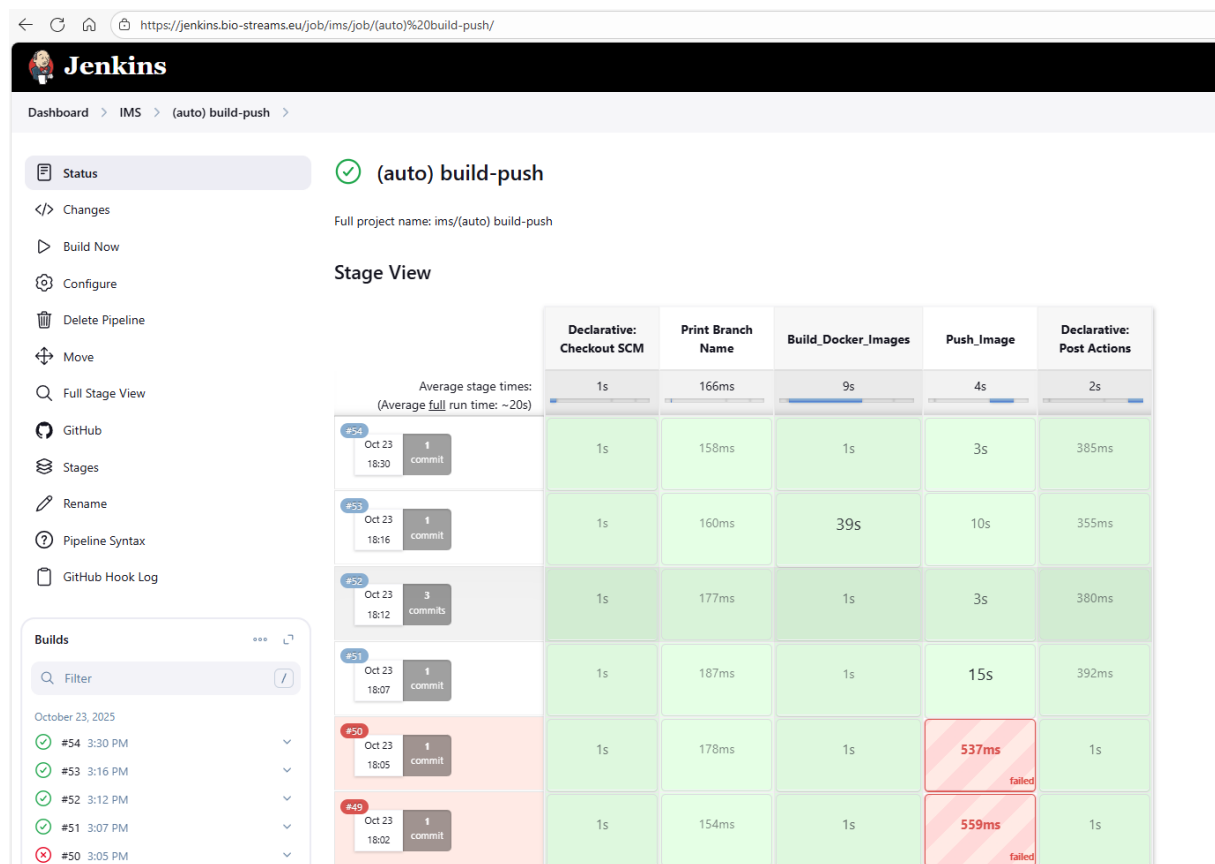 https://jenkins.bio-streams.eu/job/ims/job/(auto)%20build-push/
Jenkins
Dashboard > IMS > (auto) build-push >
Status
Changes
Build Now
Configure
Delete Pipeline
Move
Full Stage View
GitHub
Stages
Rename
Pipeline Syntax
GitHub Hook Log
Builds
Filter /
October 23, 2025
#54 3:30 PM
#53 3:16 PM
#52 3:12 PM
#51 3:07 PM
#50 3:05 PM
(auto) build-push
Full project name: ims/(auto) build-push
Stage View
Declarative:
Checkout SCM
Print Branch
Name
Build_Docker_Images
Push_Image
Declarative:
Post Actions
Average stage times:
(Average full run time: ~20s)
1s 166ms 9s 4s 2s
#54
Oct 23
18:30
1
commit
1s 158ms 1s 3s 385ms
#53
Oct 23
18:16
1
commit
1s 160ms 39s 10s 355ms
#52
Oct 23
18:12
3
commits
1s 177ms 1s 3s 380ms
#51
Oct 23
18:07
1
commit
1s 187ms 1s 15s 392ms
#50
Oct 23
18:05
1
commit
1s 178ms 1s 537ms 1s
failed
#49
Oct 23
18:02
1
commit
1s 154ms 1s 559ms 1s
failed